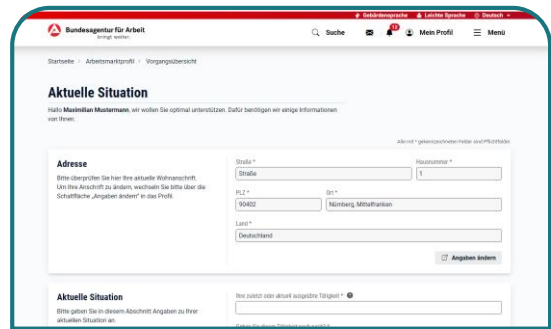 Gebärdensprache Leichte Sprache Deutsch
Bundesagentur für Arbeit
bringt weiter.
Suche
12
Mein Profil
Menü
Startseite > Arbeitsmarktprofil > Vorgangsübersicht
Aktuelle Situation
Hallo Maximilian Mustermann, wir wollen Sie optimal unterstützen. Dafür benötigen wir einige Informationen
von Ihnen.
Alle mit * gekennzeichneten Felder sind Pflichtfelder
Adresse
Bitte überprüfen Sie hier Ihre aktuelle Wohnanschrift.
Um Ihre Anschrift zu ändern, wechseln Sie bitte über die
Schaltfläche „Angaben ändern" in das Profil.
Straße *
Hausnummer *
Straße
1
PLZ *
Ort *
90402
Nürnberg, Mittelfranken
Land *
Deutschland
Angaben ändern
Aktuelle Situation
Bitte geben Sie in diesem Abschnitt Angaben zu Ihrer
aktuellen Situation an.
Ihre zuletzt oder aktuell ausgeübte Tätigkeit *